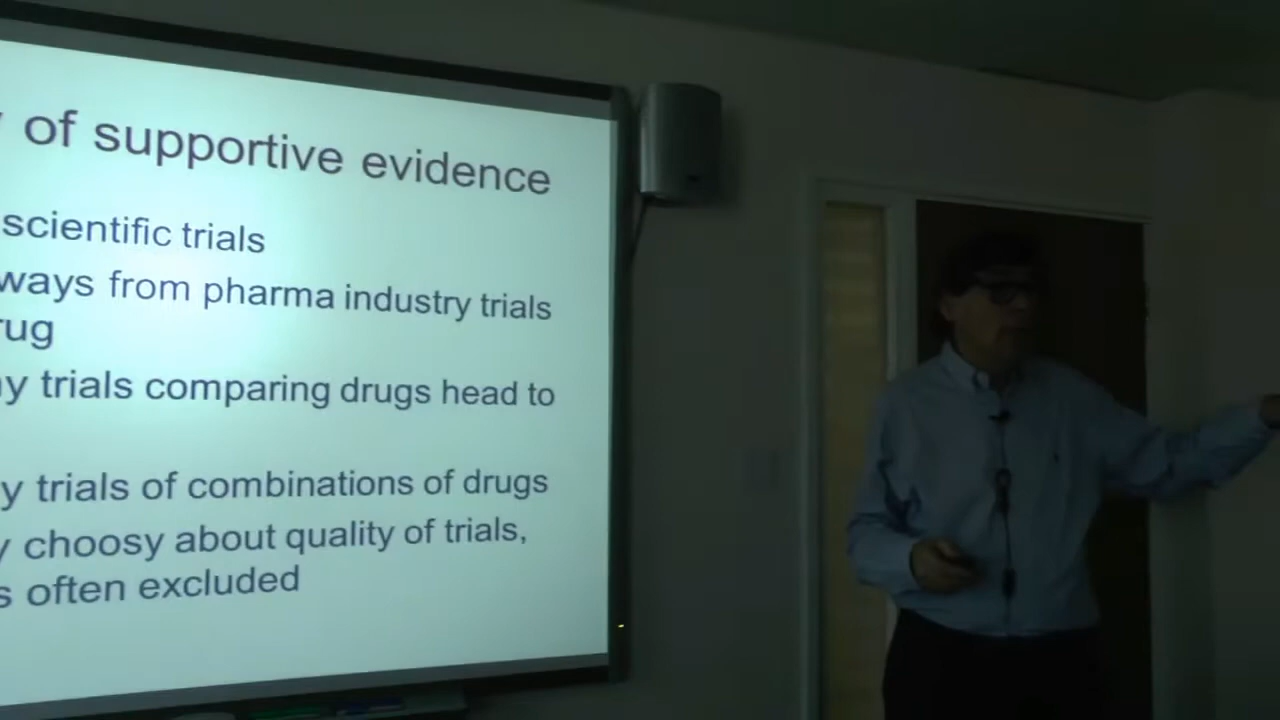 of supportive evidence
scientific trials
ways from pharma industry trials
rug
y trials comparing drugs head to
y trials of combinations of drugs
y choosy about quality of trials,
s often excluded